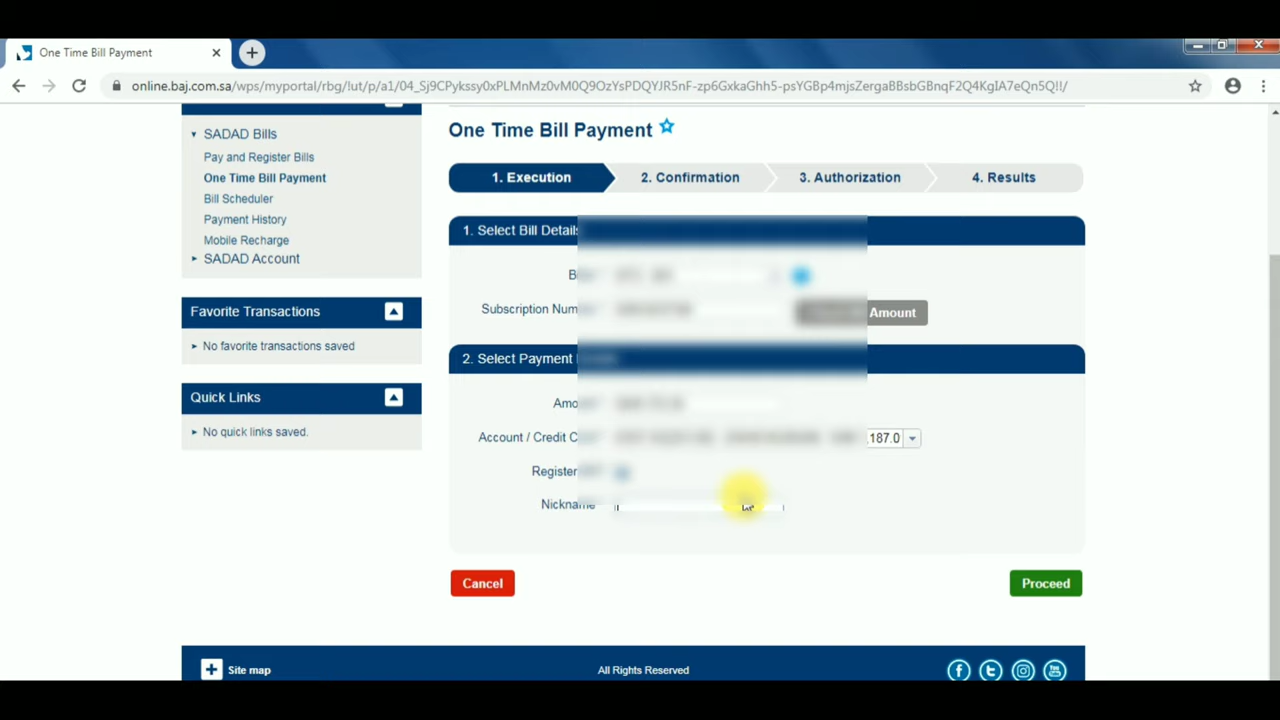 One Time Bill Payment
online.baj.com.sa/wps/myportal/rbg/!ut/p/a1/04_Sj9CPykssy0xPLMnMz0vM0Q9OzYsPDQYJR5nF-zp6GxkaGhh5-psYGBp4mjsZergaBBsbGBnqF2Q4KgIA7eQn5Q!!/
SADAD Bills
Pay and Register Bills
One Time Bill Payment
Bill Scheduler
Payment History
Mobile Recharge
SADAD Account
Favorite Transactions
No favorite transactions saved
Quick Links
No quick links saved.
One Time Bill Payment
1. Execution
2. Confirmation
3. Authorization
4. Results
1. Select Bill Details
Subscription Num
Amount
2. Select Payment
Amo
Account / Credit C
187.0
Register
Nickname
Cancel
Proceed
Site map
All Rights Reserved